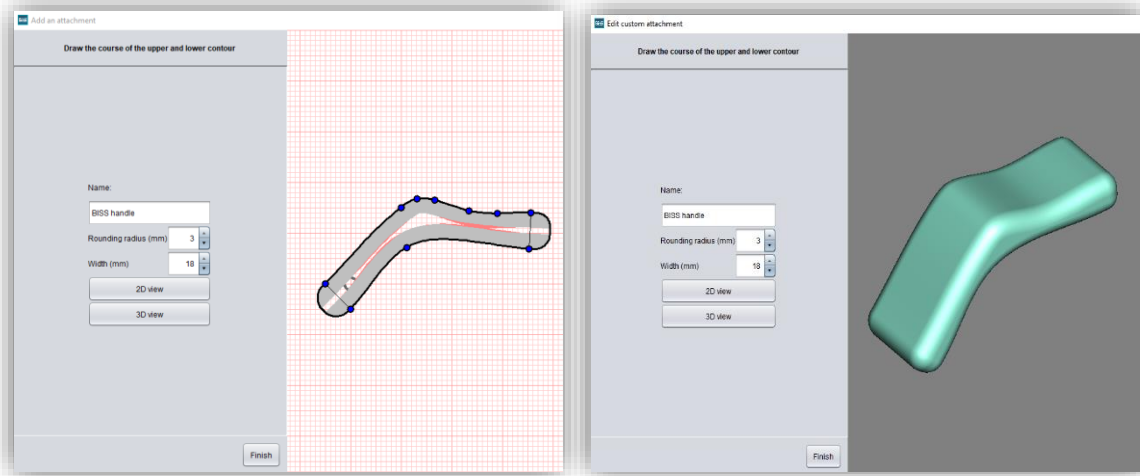 Add an attachment
Draw the course of the upper and lower contour
Name:
BISS handle
Rounding radius (mm) 3
Width (mm) 18
2D view
3D view
Finish
Edit custom attachment
Draw the course of the upper and lower contour
Name:
BISS handle
Rounding radius (mm) 3
Width (mm) 18
2D view
3D view
Finish